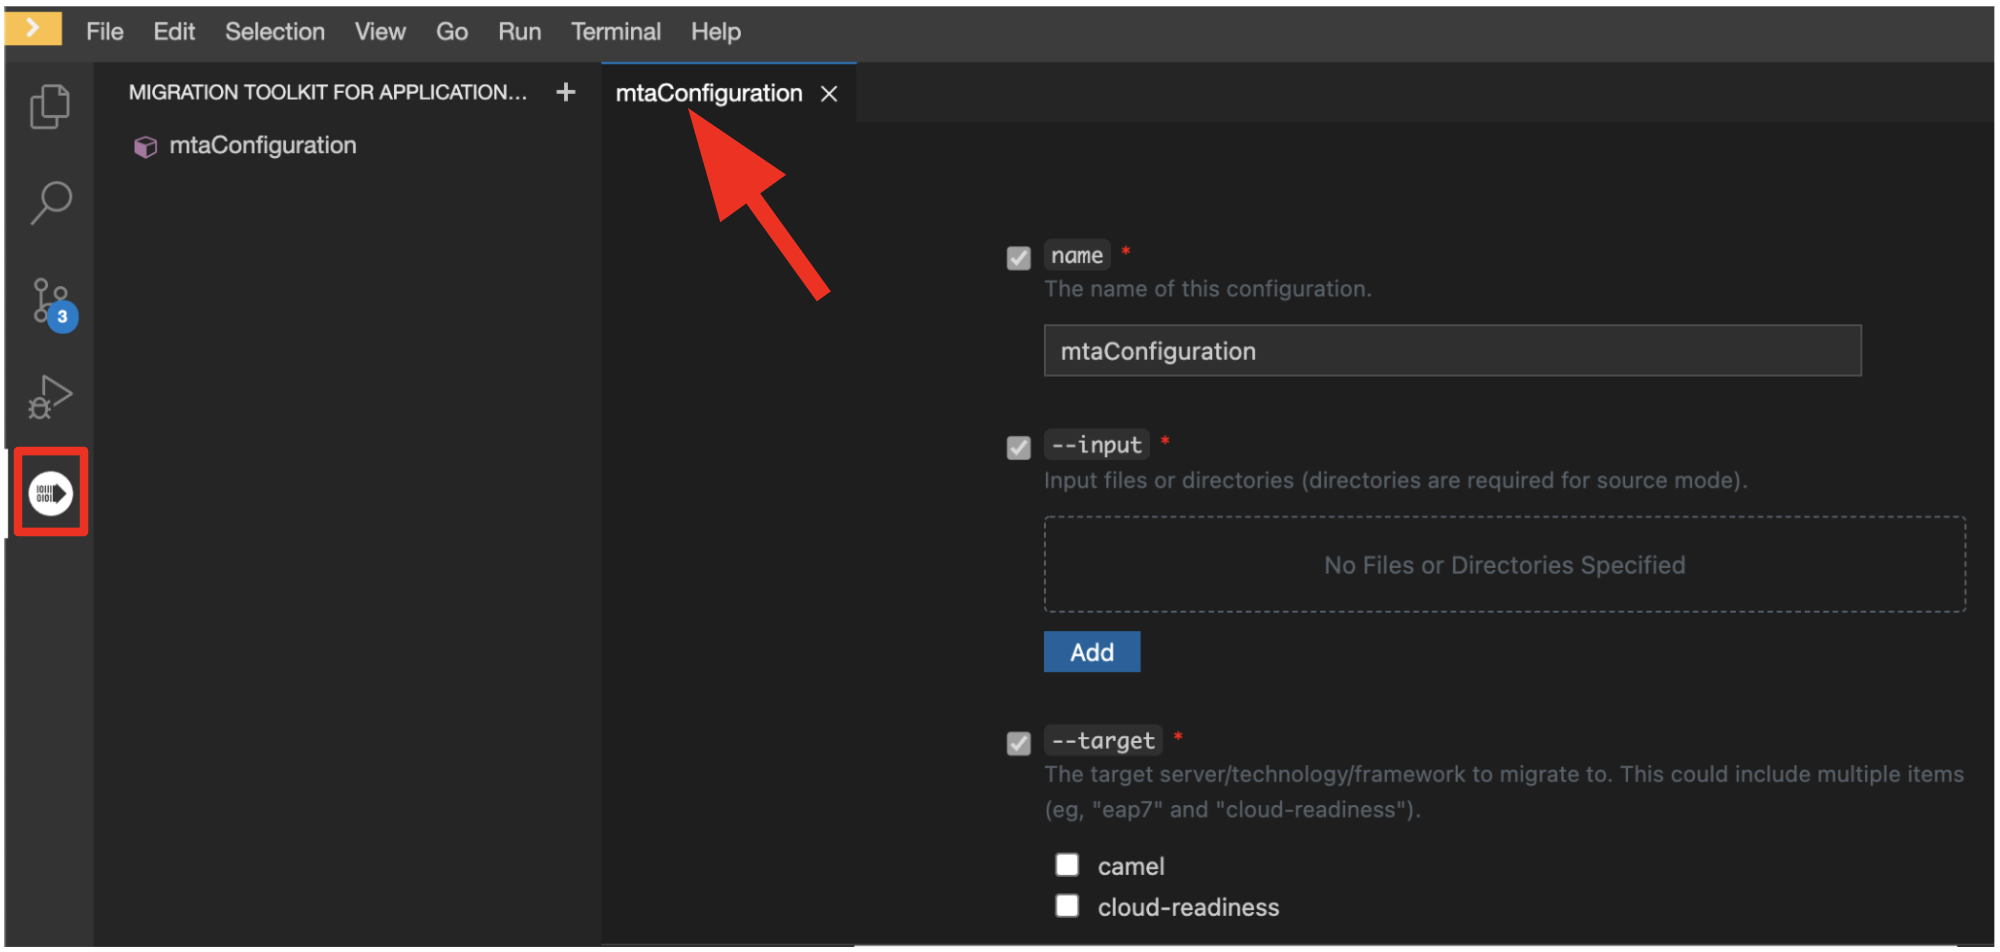 File Edit Selection View Go Run Terminal Help
MIGRATION TOOLKIT FOR APPLICATION...
mtaConfiguration
3
mtaConfiguration
name *
The name of this configuration.
mtaConfiguration
--input *
Input files or directories (directories are required for source mode).
No Files or Directories Specified
Add
--target *
The target server/technology/framework to migrate to. This could include multiple items
(eg, "eap7" and "cloud-readiness").
camel
cloud-readiness